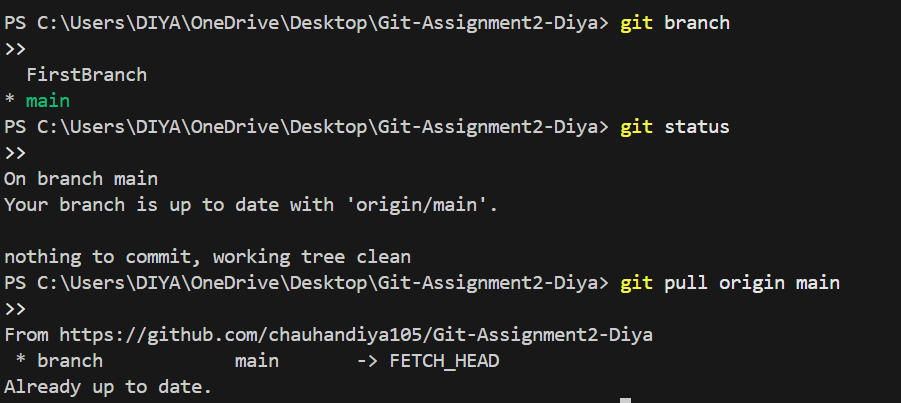 PS C:\Users\DIYA\OneDrive\Desktop\Git-Assignment2-Diya> git branch
>>
  FirstBranch
* main
PS C:\Users\DIYA\OneDrive\Desktop\Git-Assignment2-Diya> git status
>>
On branch main
Your branch is up to date with 'origin/main'.

nothing to commit, working tree clean
PS C:\Users\DIYA\OneDrive\Desktop\Git-Assignment2-Diya> git pull origin main
>>
From https://github.com/chauhandiya105/Git-Assignment2-Diya
 * branch            main       -> FETCH_HEAD
Already up to date.